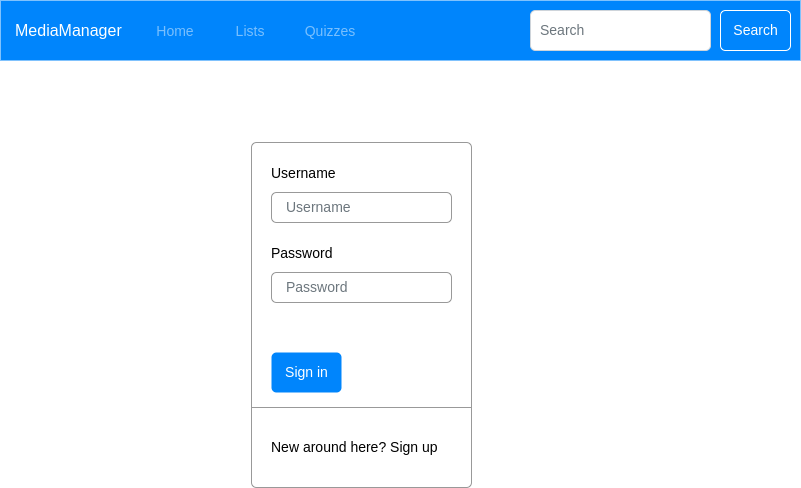 MediaManager Home Lists Quizzes Search Search
Username
Username
Password
Password
Sign in
New around here? Sign up